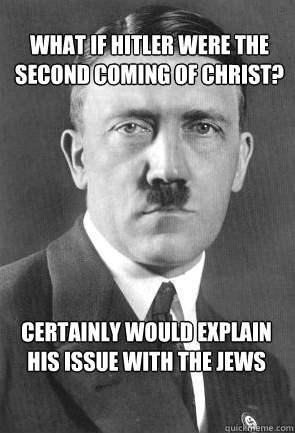 WHAT IF HITLER WERE THE
SECOND COMING OF CHRIST?
CERTAINLY WOULD EXPLAIN
HIS ISSUE WITH THE JEWS
quickmeme.com